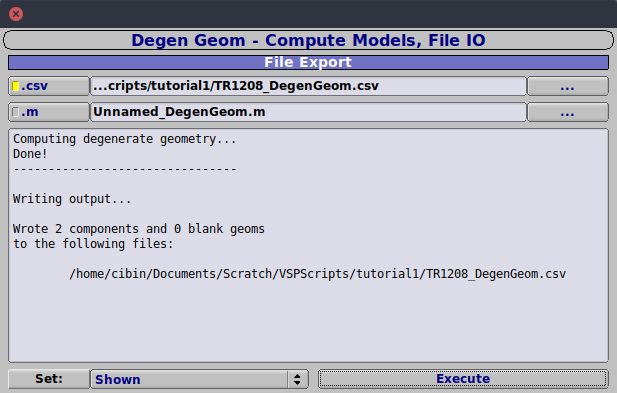 Degen Geom - Compute Models, File IO
File Export
.csv ...cripts/tutorial1/TR1208_DegenGeom.csv ...
.m Unnamed_DegenGeom.m ...
Computing degenerate geometry...
Done!
--------------------------------
Writing output...
Wrote 2 components and 0 blank geoms
to the following files:
/home/cibin/Documents/Scratch/VSPScripts/tutorial1/TR1208_DegenGeom.csv
Set: Shown Execute